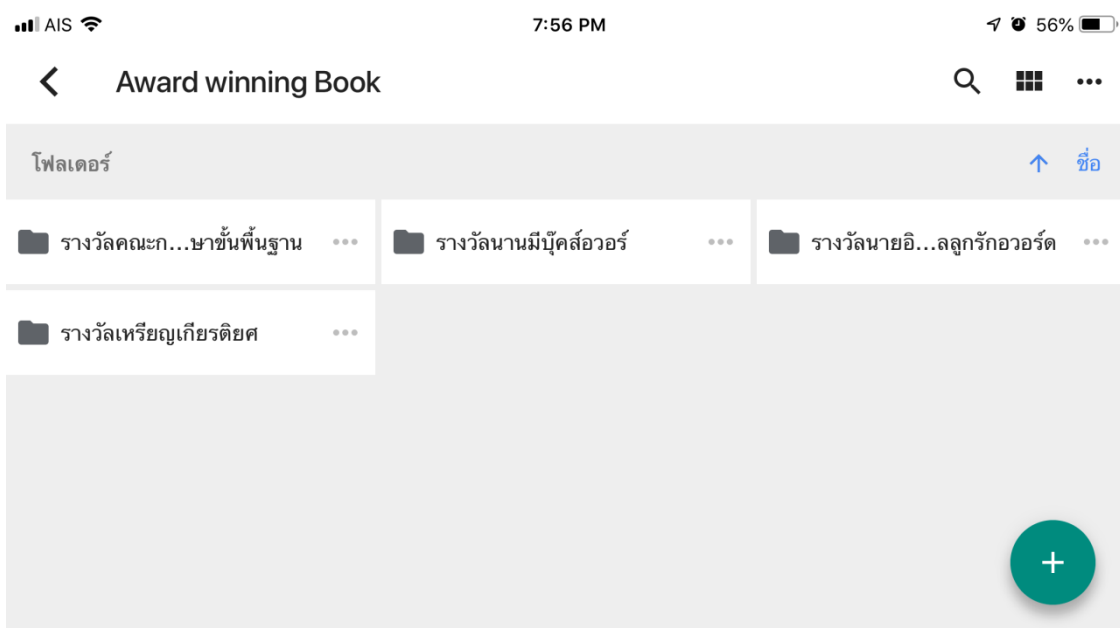 AIS 7:56 PM 56%
Award winning Book
โฟลเดอร์ ชื่อ
รางวัลคณะก...ษาขั้นพื้นฐาน รางวัลนานมีบุ๊คส์อวอร์ รางวัลนายอิ...ลลูกรักอวอร์ด
รางวัลเหรียญเกียรติยศ